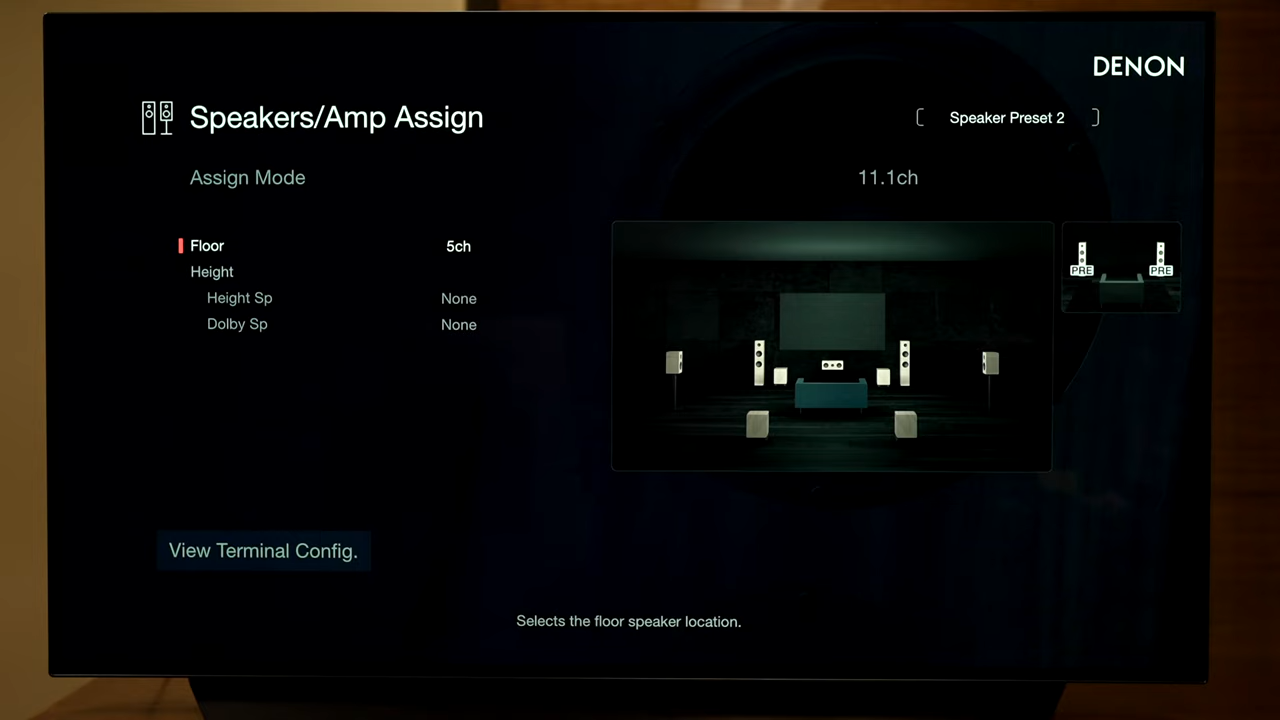 DENON
Speakers/Amp Assign
[ Speaker Preset 2 ]
Assign Mode
11.1ch
Floor 5ch
Height
Height Sp None
Dolby Sp None
PRE PRE
View Terminal Config.
Selects the floor speaker location.